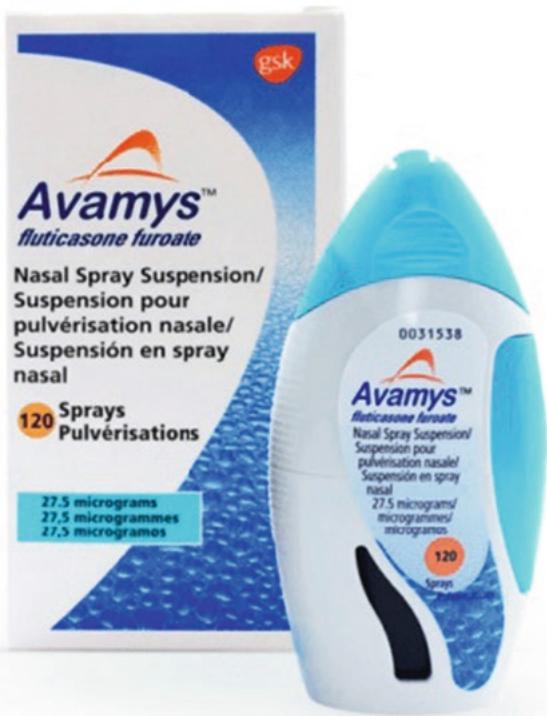 gsk
Avamys™
fluticasone furoate
Nasal Spray Suspension/
Suspension pour
pulvérisation nasale/
Suspensión en spray
nasal
120 Sprays
Pulvérisations
27.5 micrograms
27,5 microgrammes
27,5 microgramos
0031538
Avamys™
fluticasone furoate
Nasal Spray Suspension/
Suspension pour
pulvérisation nasale/
Suspensión en spray
nasal
27.5 micrograms/
microgrammes/
microgramos
120
Sprays